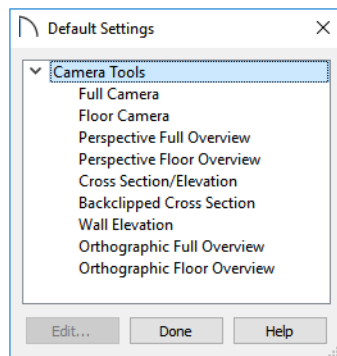 Default Settings
Camera Tools
Full Camera
Floor Camera
Perspective Full Overview
Perspective Floor Overview
Cross Section/Elevation
Backclipped Cross Section
Wall Elevation
Orthographic Full Overview
Orthographic Floor Overview
Edit... Done Help